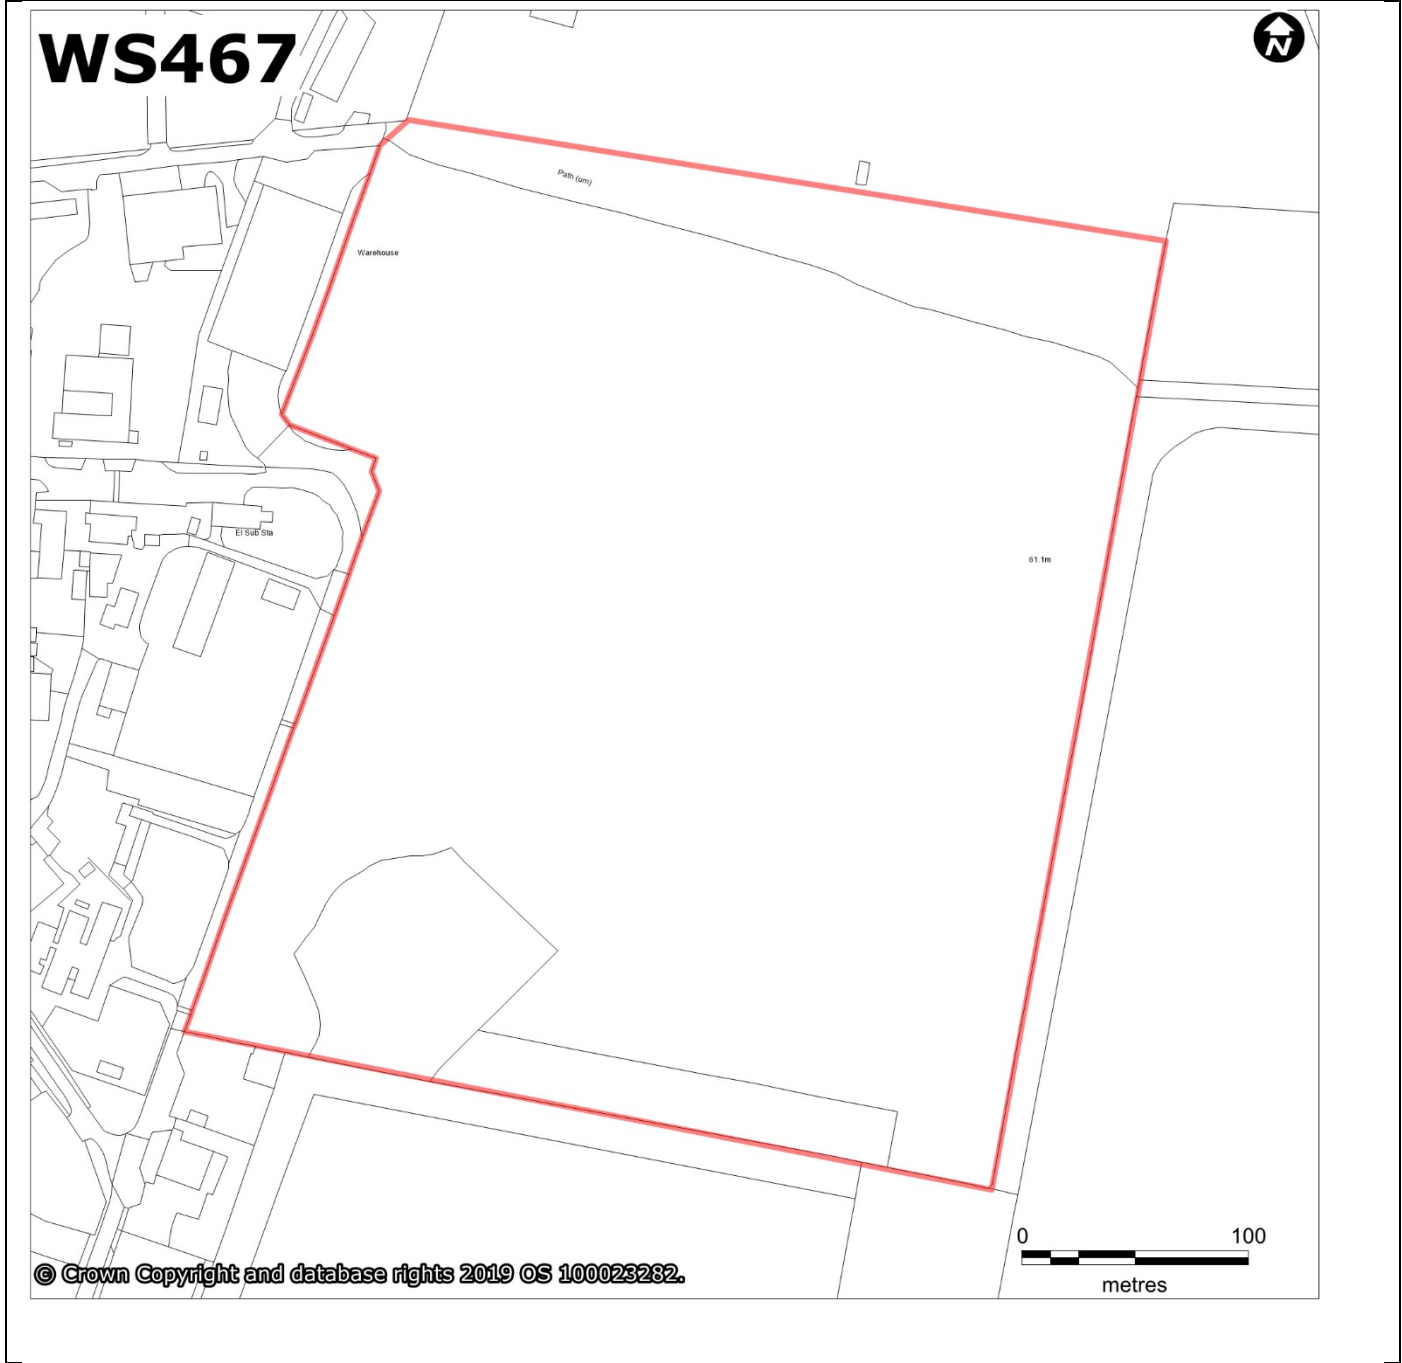 WS467
N
Path (um)
Warehouse
El Sub Sta
61.1m
0 100
metres
© Crown Copyright and database rights 2019 OS 100023282.